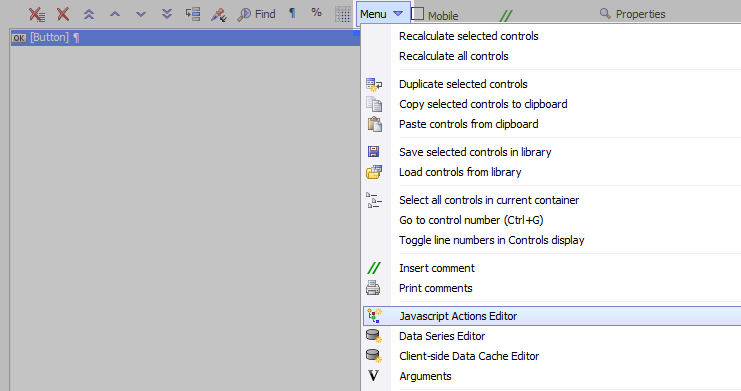 Find ¶ % Menu Mobile // Properties
OK [Button] ¶
Recalculate selected controls
Recalculate all controls
Duplicate selected controls
Copy selected controls to clipboard
Paste controls from clipboard
Save selected controls in library
Load controls from library
Select all controls in current container
Go to control number (Ctrl+G)
Toggle line numbers in Controls display
// Insert comment
Print comments
Javascript Actions Editor
Data Series Editor
Client-side Data Cache Editor
V Arguments